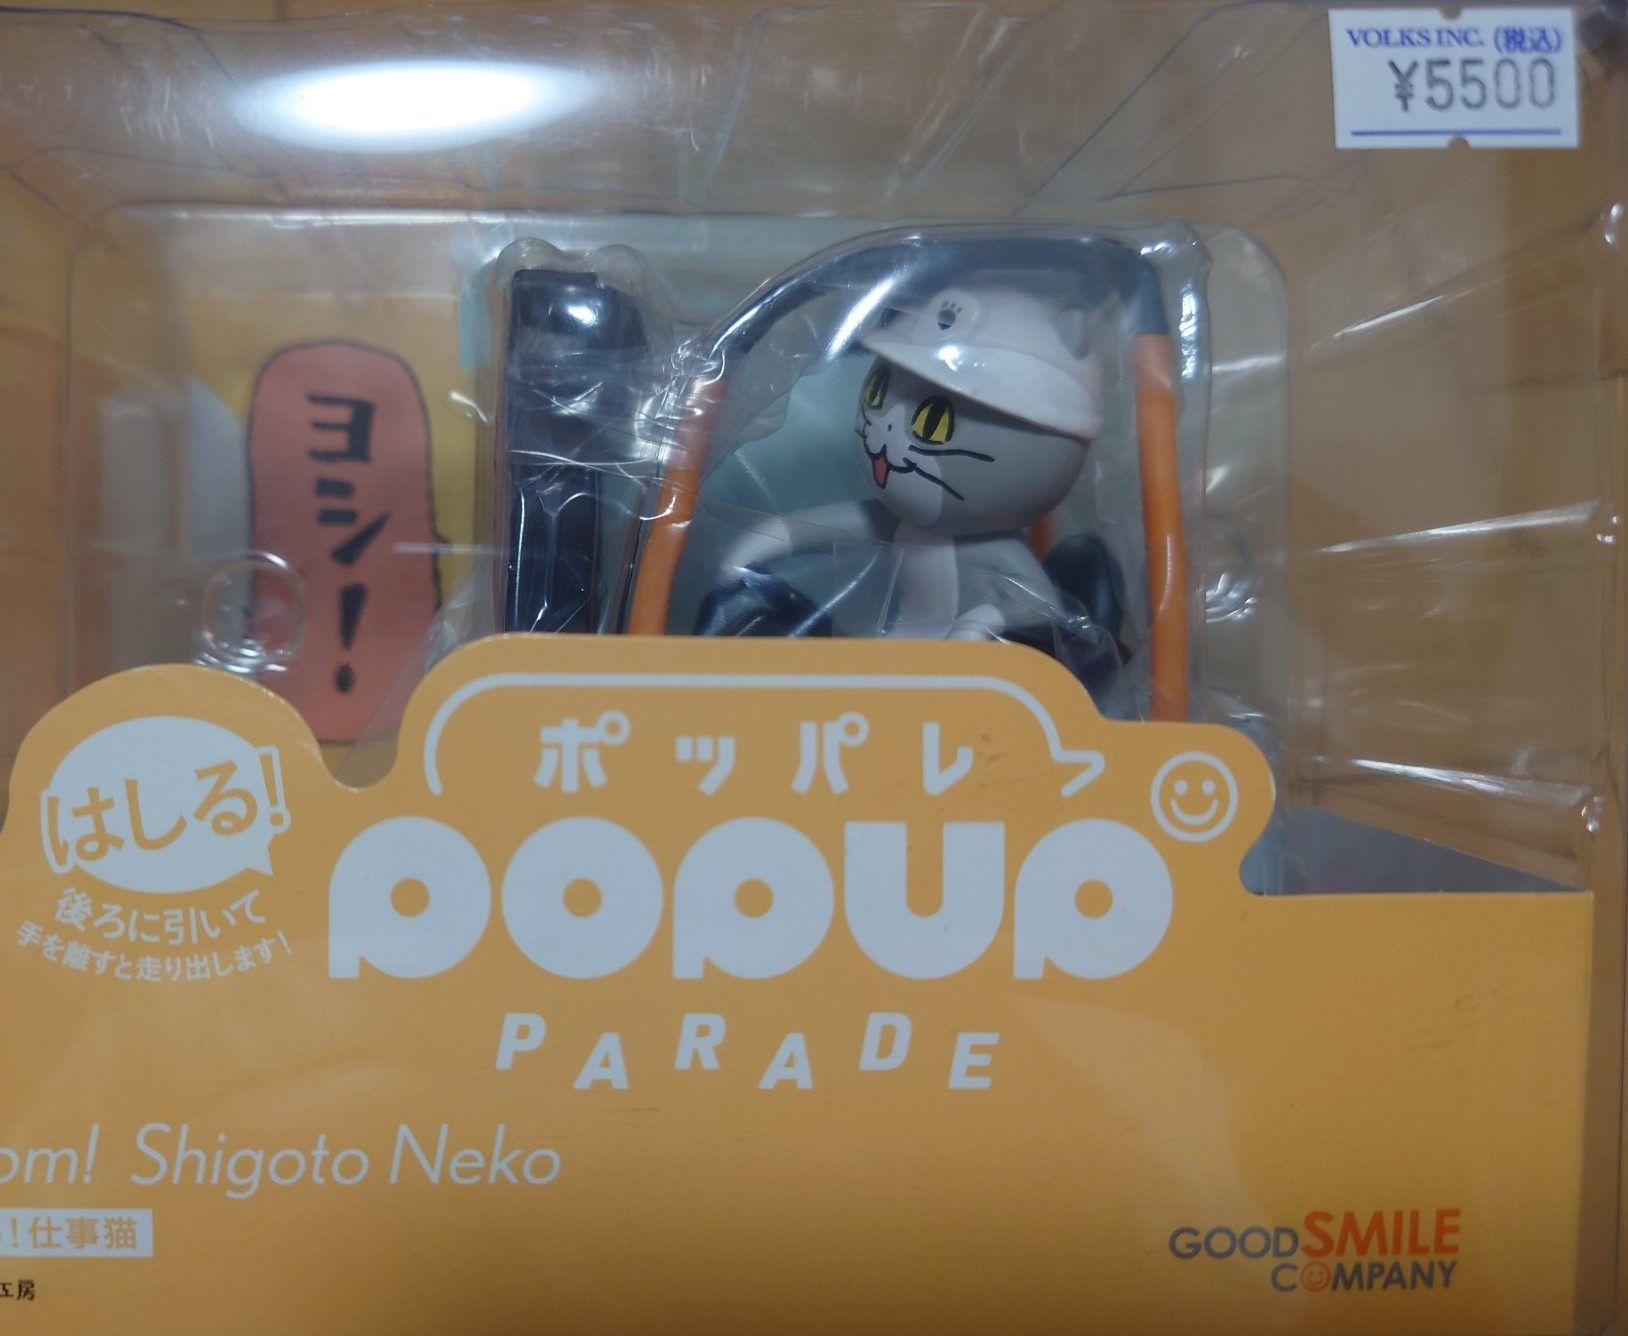 VOLKS INC. (税込)
¥5500
ヨシ!
ポッパレ
はしる!
後ろに引いて
手を離すと走り出します!
POPUP
PARADE
om! Shigoto Neko
!仕事猫
工房
GOOD SMILE
COMPANY